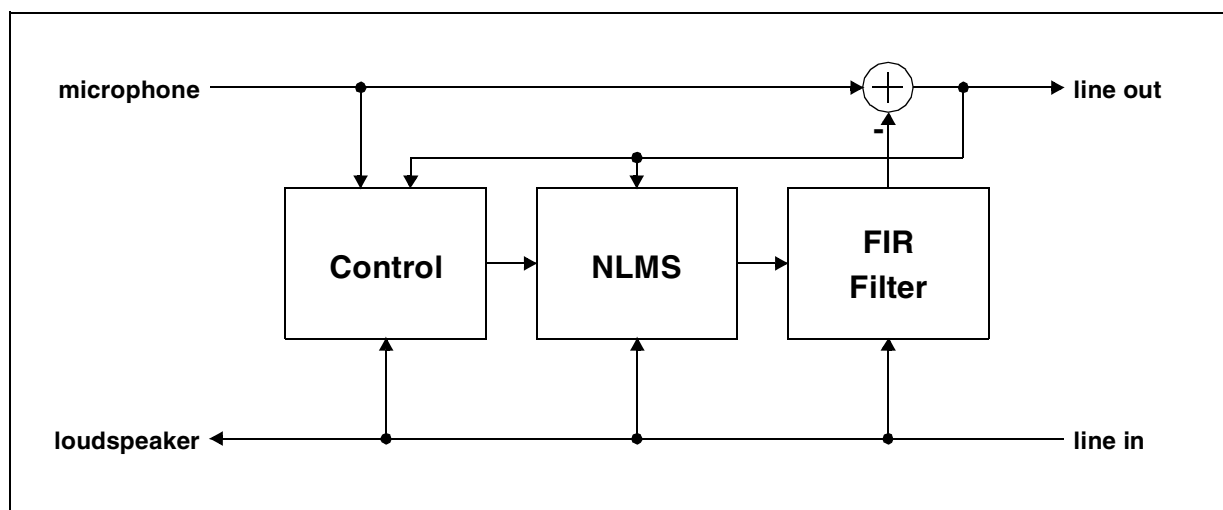 microphone
line out
-
Control
NLMS
FIR
Filter
loudspeaker
line in